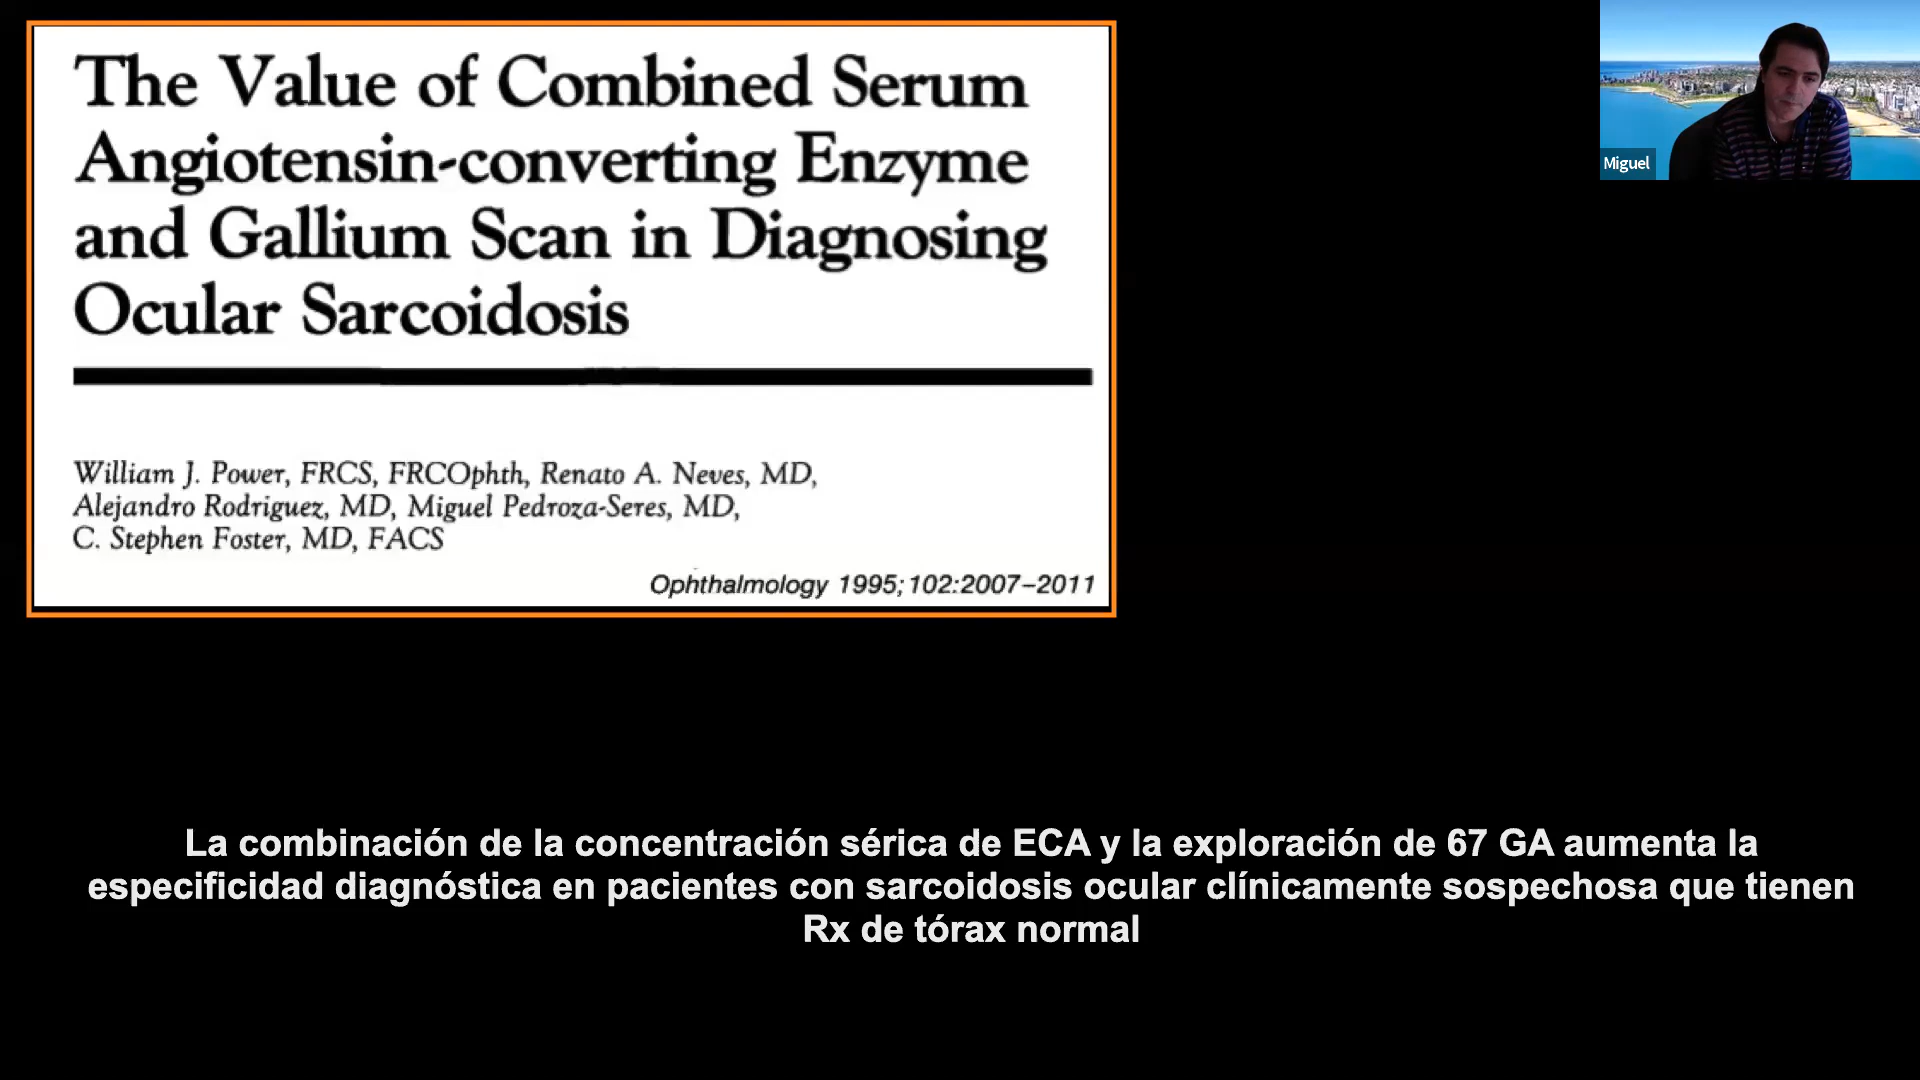 The Value of Combined Serum
Angiotensin-converting Enzyme
and Gallium Scan in Diagnosing
Ocular Sarcoidosis
William J. Power, FRCS, FRCOphth, Renato A. Neves, MD,
Alejandro Rodriguez, MD, Miguel Pedroza-Seres, MD,
C. Stephen Foster, MD, FACS
Ophthalmology 1995;102:2007–2011
Miguel
La combinación de la concentración sérica de ECA y la exploración de 67 GA aumenta la
especificidad diagnóstica en pacientes con sarcoidosis ocular clínicamente sospechosa que tienen
Rx de tórax normal